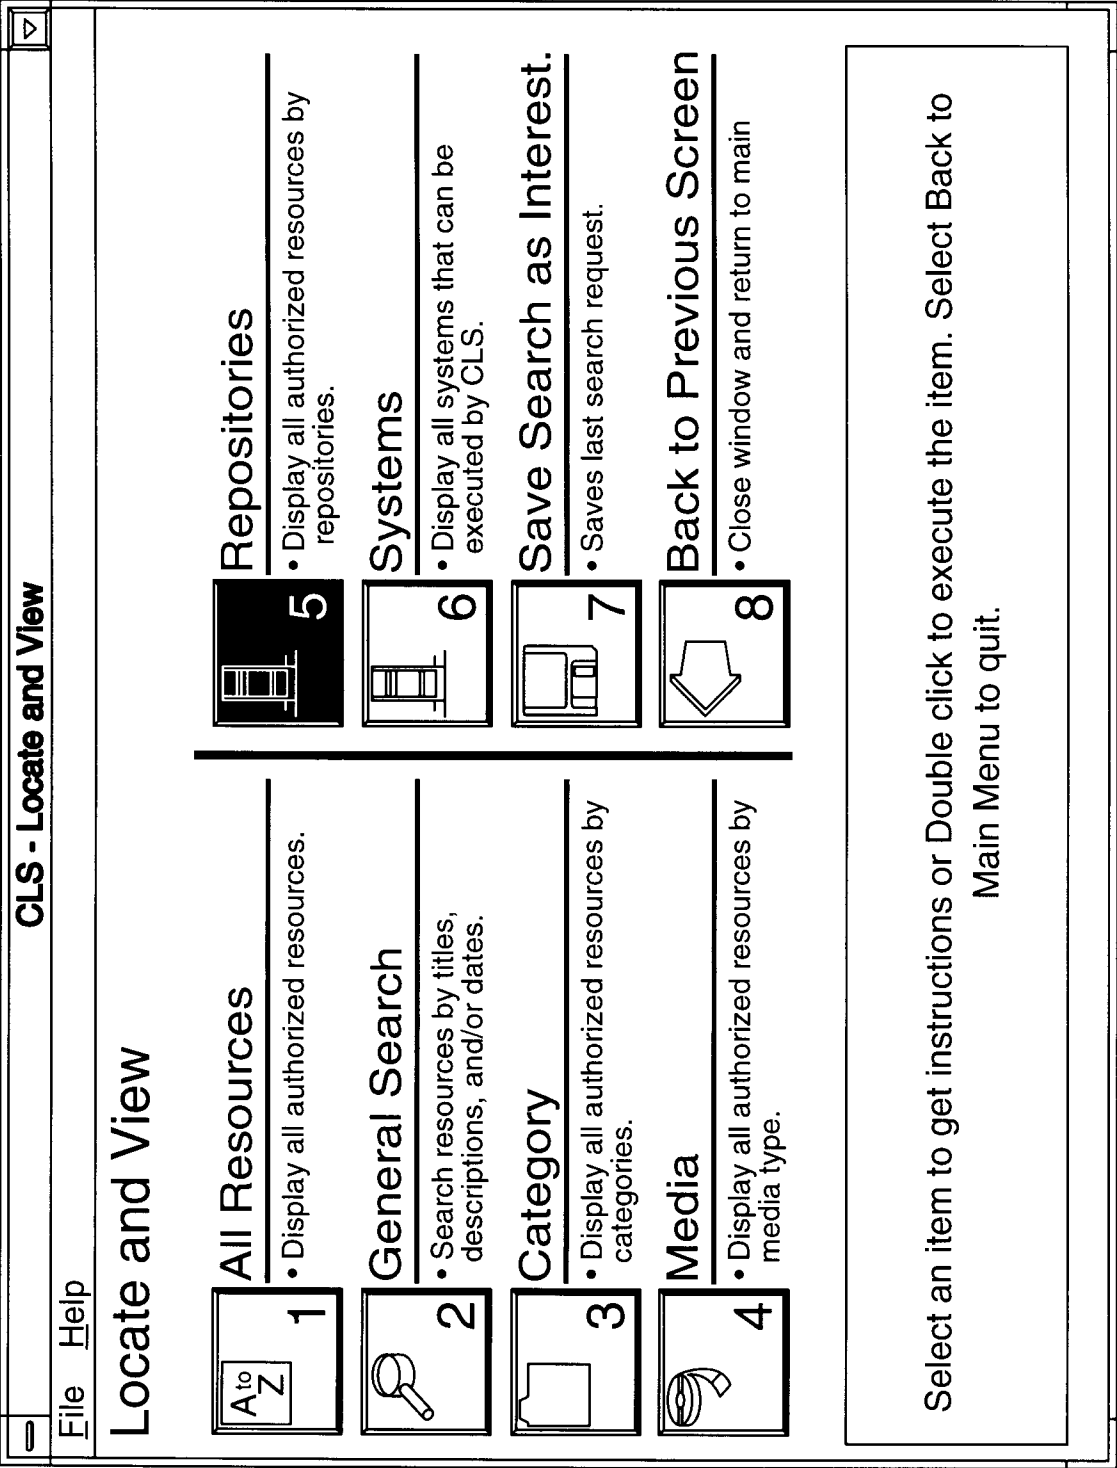 CLS - Locate and View
File Help
Locate and View
A to
Z
1
All Resources
• Display all authorized resources.
2
General Search
• Search resources by titles,
descriptions, and/or dates.
3
Category
• Display all authorized resources by
categories.
4
Media
• Display all authorized resources by
media type.
5
Repositories
• Display all authorized resources by
repositories.
6
Systems
• Display all systems that can be
executed by CLS.
7
Save Search as Interest.
• Saves last search request.
8
Back to Previous Screen
• Close window and return to main
Select an item to get instructions or Double click to execute the item. Select Back to
Main Menu to quit.